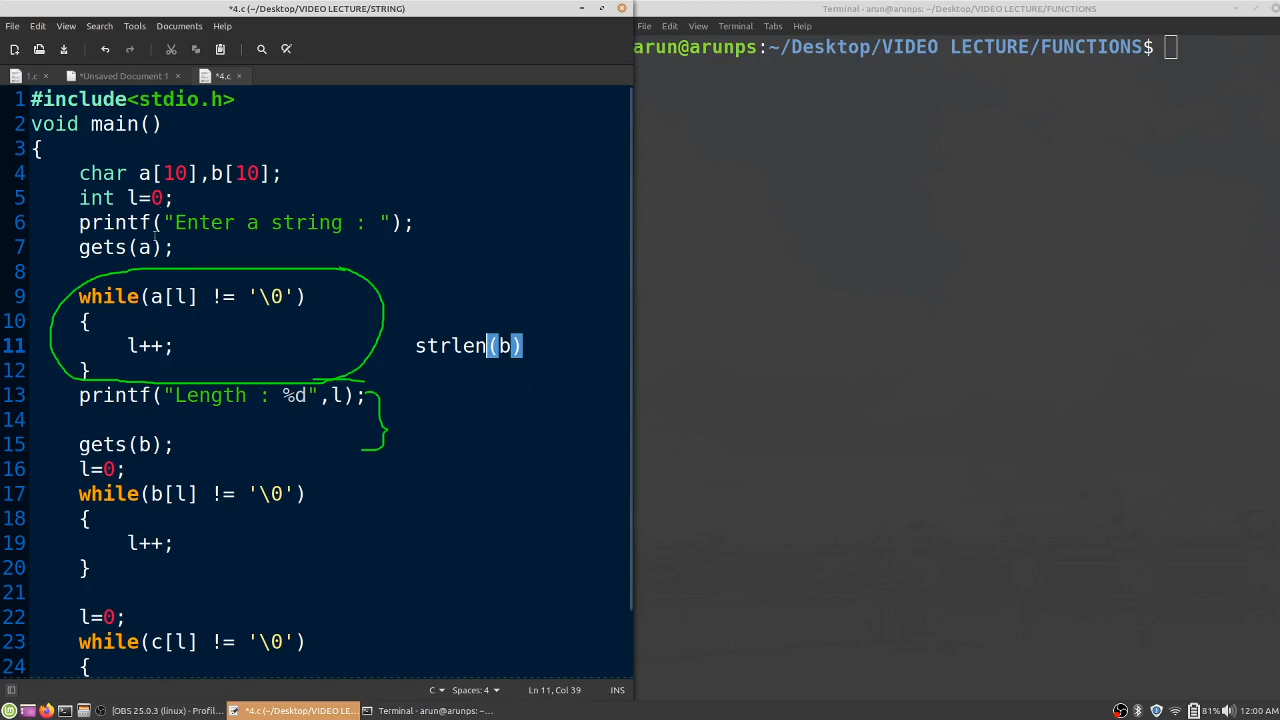 *4.c (~/Desktop/VIDEO LECTURE/STRING)
File Edit View Search Tools Documents Help
1.c × *Unsaved Document 1 × *4.c ×
1 #include<stdio.h>
2 void main()
3 {
4 char a[10],b[10];
5 int l=0;
6 printf("Enter a string : ");
7 gets(a);
8
9 while(a[l] != '\0')
10 {
11 l++; strlen(b)
12 }
13 printf("Length : %d",l);
14
15 gets(b);
16 l=0;
17 while(b[l] != '\0')
18 {
19 l++;
20 }
21
22 l=0;
23 while(c[l] != '\0')
24 {
C Spaces: 4 Ln 11, Col 39 INS
Terminal - arun@arunps: ~/Desktop/VIDEO LECTURE/FUNCTIONS
File Edit View Terminal Tabs Help
arun@arunps:~/Desktop/VIDEO LECTURE/FUNCTIONS$
[OBS 25.0.3 (linux) - Profil... *4.c (~/Desktop/VIDEO LE... Terminal - arun@arunps: ~/... 81% 12:00 AM